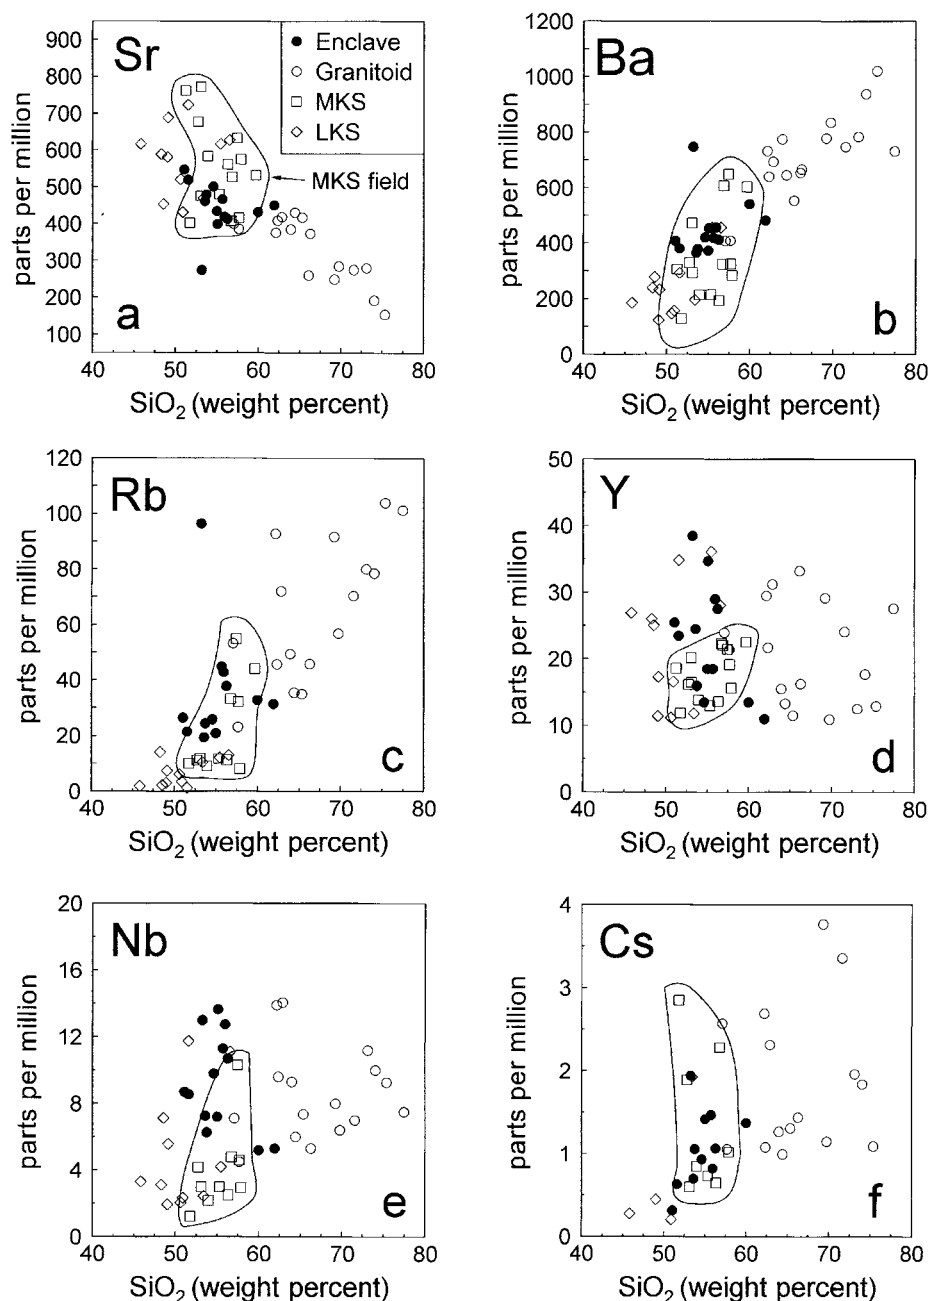 Sr
Enclave
Granitoid
MKS
LKS
MKS field
a
900
800
700
600
500
400
300
200
100
40 50 60 70 80
SiO2 (weight percent)
parts per million
Ba
b
1200
1000
800
600
400
200
0
40 50 60 70 80
SiO2 (weight percent)
parts per million
Rb
c
120
100
80
60
40
20
0
40 50 60 70 80
SiO2 (weight percent)
parts per million
Y
d
50
40
30
20
10
0
40 50 60 70 80
SiO2 (weight percent)
parts per million
Nb
e
20
16
12
8
4
0
40 50 60 70 80
SiO2 (weight percent)
parts per million
Cs
f
4
3
2
1
0
40 50 60 70 80
SiO2 (weight percent)
parts per million